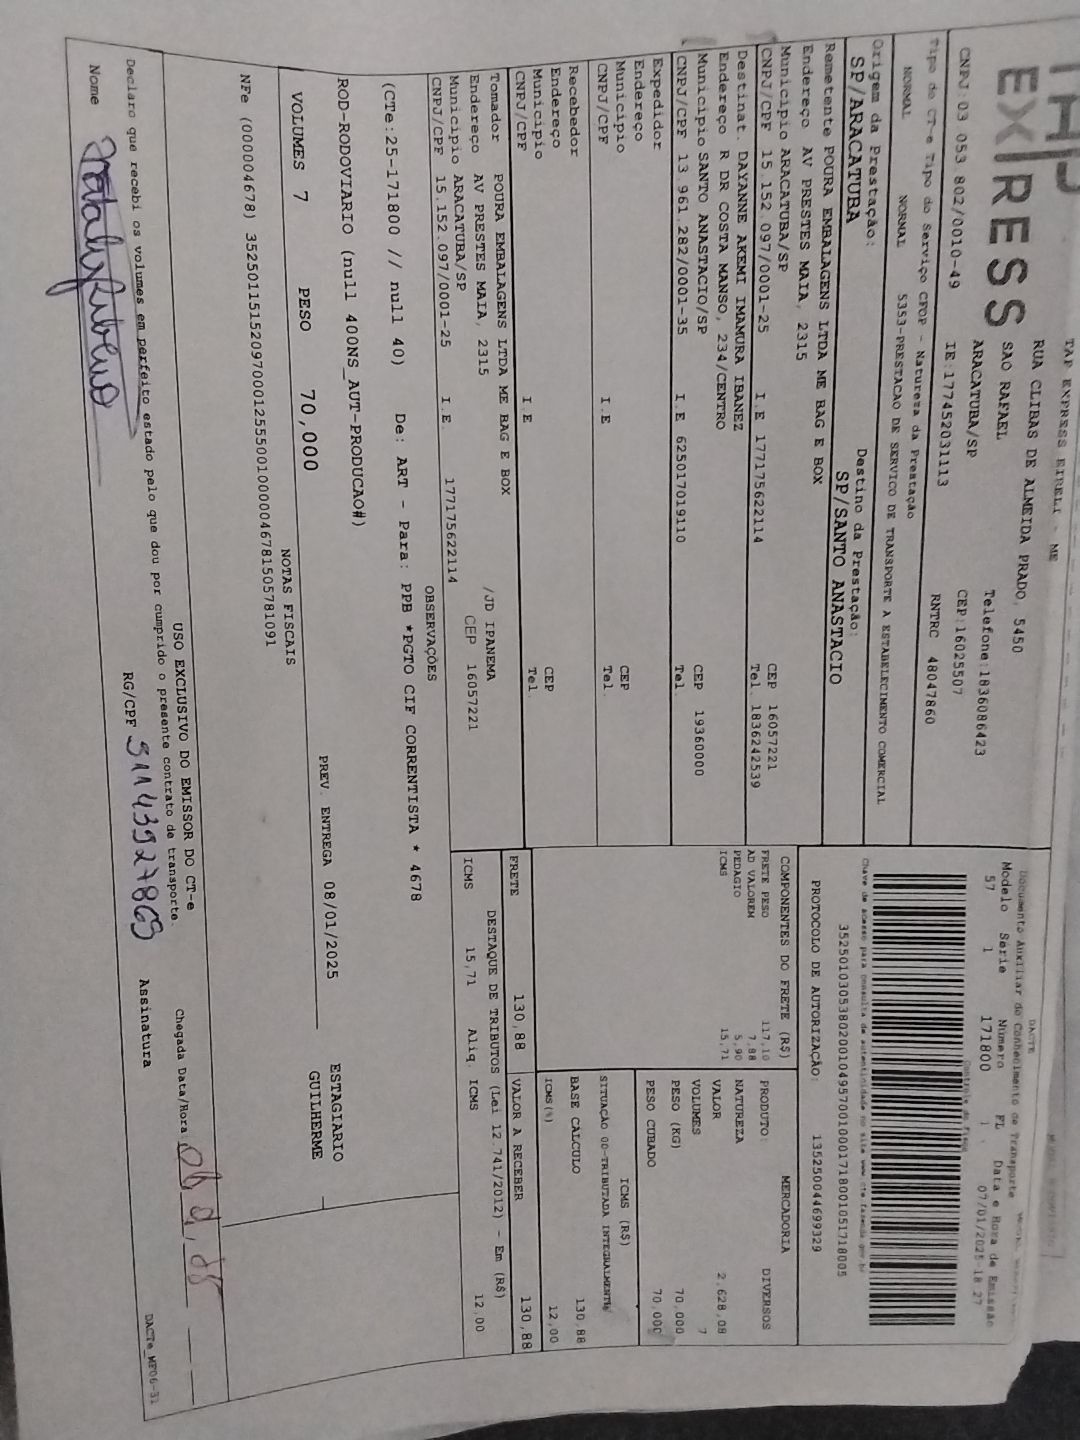 EXPRESS
TAP EXPRESS EIRELI - ME
RUA CLIBAS DE ALMEIDA PRADO, 5450
SAO RAFAEL
Telefone:1836086423
ARACATUBA/SP
CEP:16025507
CNPJ:03 053 802/0010-49
IE:177452031113
RNTRC 48047860
Tipo do CT-e Tipo do Serviço CFOP - Natureza da Prestação
NORMAL NORMAL 5353-PRESTACAO DE SERVICO DE TRANSPORTE A ESTABELECIMENTO COMERCIAL
Origem da Prestação: Destino da Prestação:
SP/ARACATUBA SP/SANTO ANASTACIO
Remetente POURA EMBALAGENS LTDA ME BAG E BOX
Endereço AV PRESTES MAIA, 2315
Municipio ARACATUBA/SP CEP 16057221
CNPJ/CPF 15.152.097/0001-25 I.E 177175622114 Tel. 1836242539
Destinat. DAYANNE AKEMI IMAMURA IBANEZ
Endereço R DR COSTA MANSO, 234/CENTRO
Municipio SANTO ANASTACIO/SP CEP 19360000
CNPJ/CPF 13.961.282/0001-35 I.E 625017019110 Tel.
Expedidor
Endereço
Municipio CEP
CNPJ/CPF I.E Tel.
Recebedor
Endereço
Municipio CEP
CNPJ/CPF I.E Tel.
Tomador POURA EMBALAGENS LTDA ME BAG E BOX
Endereço AV PRESTES MAIA, 2315 /JD IPANEMA
Municipio ARACATUBA/SP CEP 16057221
CNPJ/CPF 15.152.097/0001-25 I.E. 177175622114
DACTE
Documento Auxiliar do Conhecimento de Transporte
Modelo Série Número FL Data e Hora de Emissão
57 1 171800 1 07/01/2025 18:27
Controle do Fisco
Chave de acesso para consulta de autenticidade no site www.cte.fazenda.gov.br
35250103053802001049570010001718001051718005
PROTOCOLO DE AUTORIZAÇÃO: 135250044699329
COMPONENTES DO FRETE (R$)
FRETE PESO 117,10
AD VALOREM 7,88
PEDAGIO 5,90
ICMS 15,71
MERCADORIA
PRODUTO: DIVERSOS
NATUREZA
VALOR 2.628,08
VOLUMES 7
PESO (KG) 70,000
PESO CUBADO 70,000
ICMS (R$)
SITUAÇÃO 00-TRIBUTADA INTEGRALMENTE
BASE CALCULO 130,88
ICMS(%) 12,00
FRETE 130,88 VALOR A RECEBER 130,88
DESTAQUE DE TRIBUTOS (Lei 12.741/2012) - Em (R$)
ICMS 15,71 Aliq. ICMS 12,00
OBSERVAÇÕES
(CTe:25-171800 // null 40) De: ART - Para: PPB *PGTO CIF CORRENTISTA * 4678
ROD-RODOVIARIO (null 400NS_AUT-PRODUCAO#)
ESTAGIARIO
VOLUMES 7 PESO 70,000 PREV. ENTREGA 08/01/2025 GUILHERME
NOTAS FISCAIS
NFe (000004678) 35250115152097000125550010000046781505781091
USO EXCLUSIVO DO EMISSOR DO CT-e
Declaro que recebi os volumes em perfeito estado pelo que dou por cumprido o presente contrato de transporte.
Chegada Data/Hora:
Nome RG/CPF 51143927869 Assinatura
DACTe_MF06-31